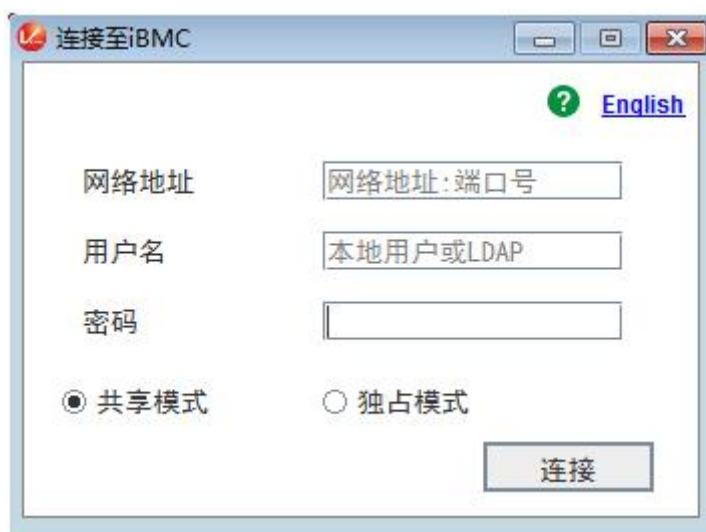 连接至iBMC
English
网络地址 网络地址:端口号
用户名 本地用户或LDAP
密码
共享模式 独占模式
连接